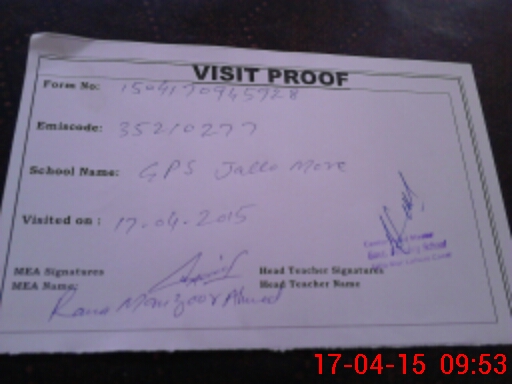 VISIT PROOF
Form No: 1504170945928
Emiscode: 35210277
School Name: GPS Jallo More
Visited on : 17.04.2015
MEA Signatures Head Teacher Signatures
MEA Name: Rana Manzoor Ahmed Head Teacher Name
17-04-15 09:53